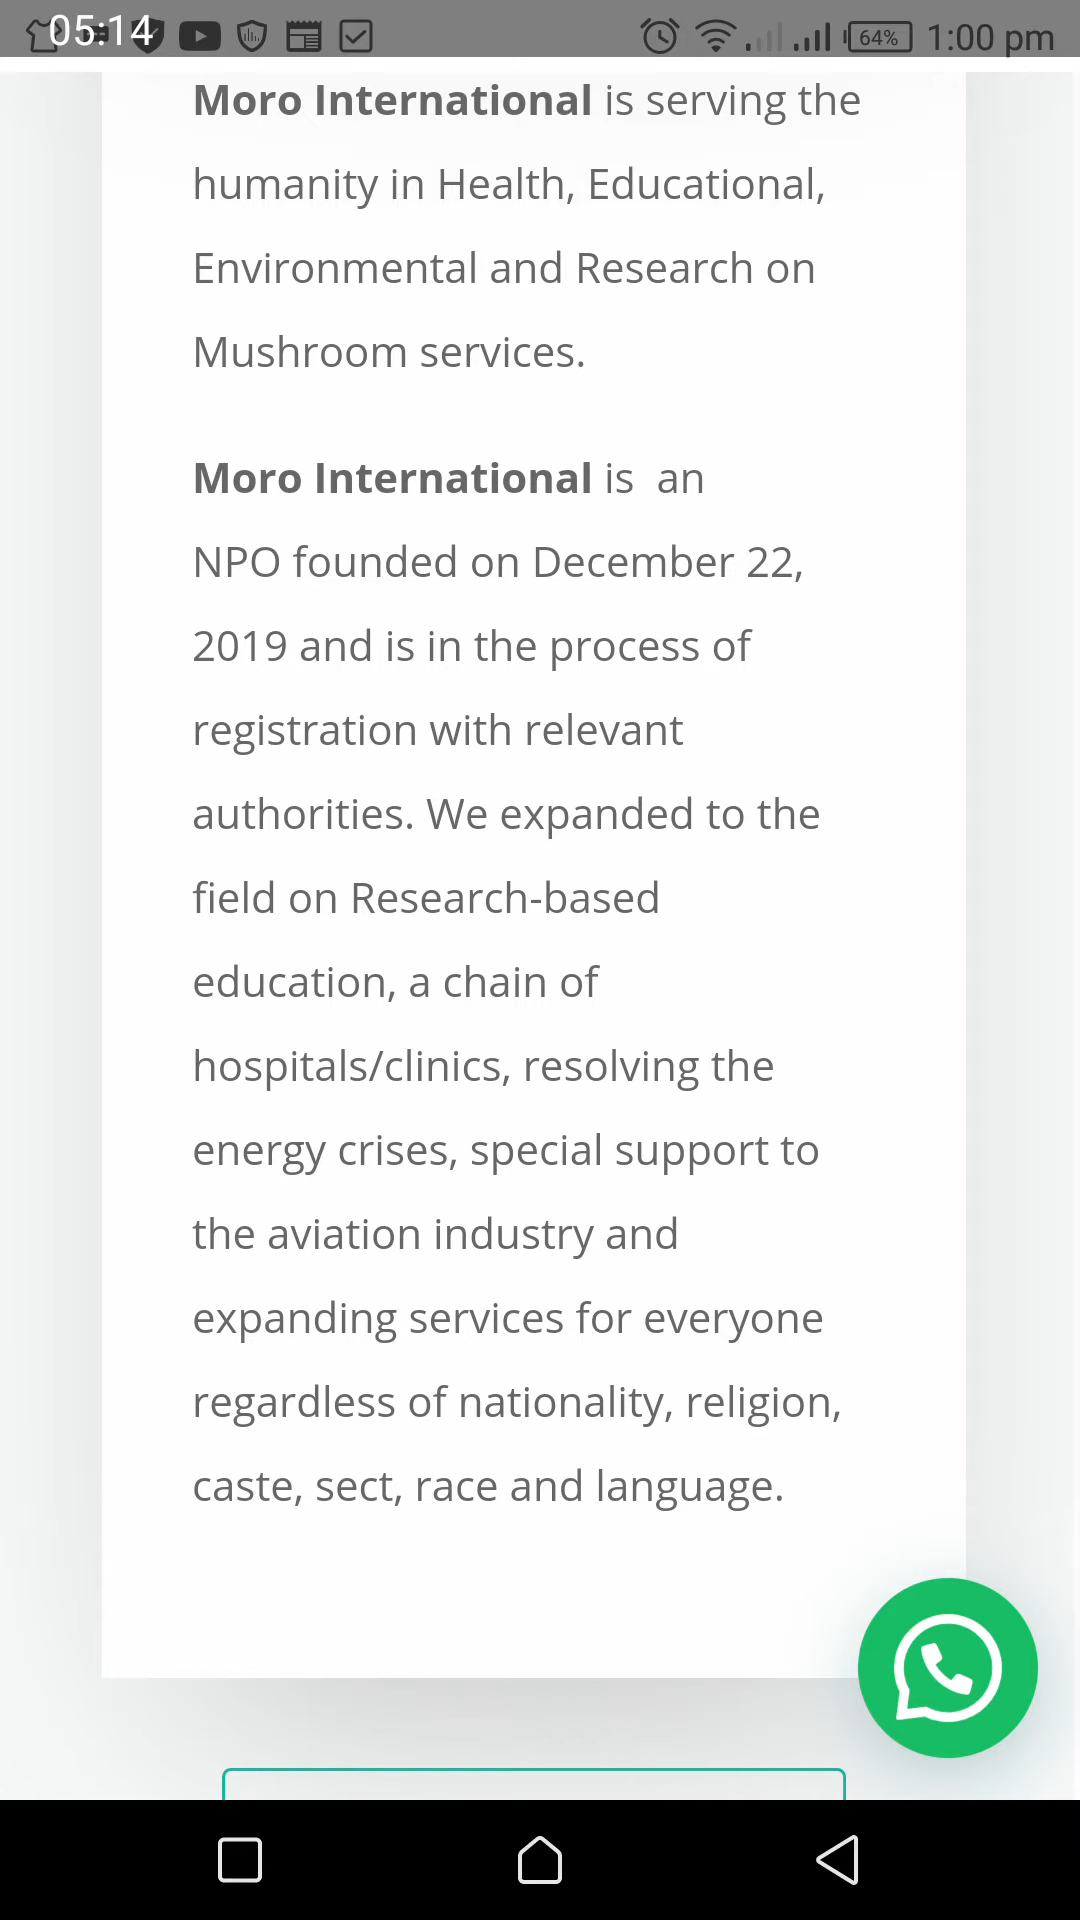 05:14
64% 1:00 pm
Moro International is serving the
humanity in Health, Educational,
Environmental and Research on
Mushroom services.
Moro International is an
NPO founded on December 22,
2019 and is in the process of
registration with relevant
authorities. We expanded to the
field on Research-based
education, a chain of
hospitals/clinics, resolving the
energy crises, special support to
the aviation industry and
expanding services for everyone
regardless of nationality, religion,
caste, sect, race and language.